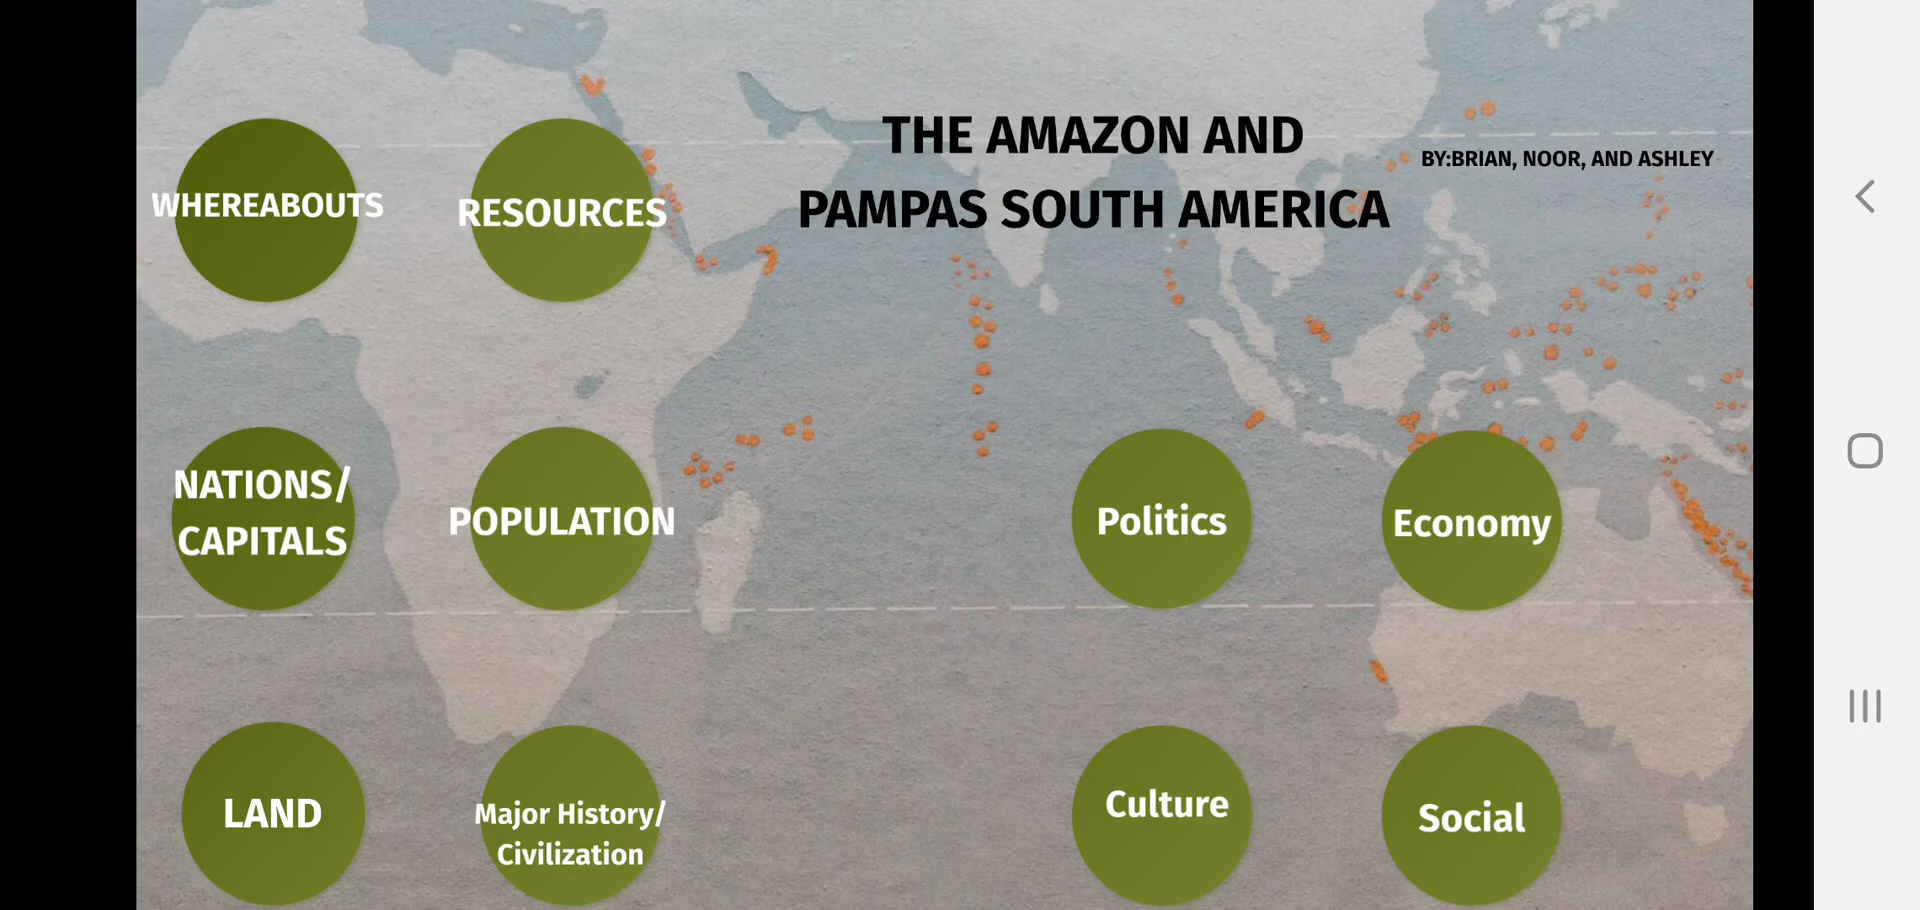 THE AMAZON AND
PAMPAS SOUTH AMERICA
BY:BRIAN, NOOR, AND ASHLEY
WHEREABOUTS
RESOURCES
NATIONS/
CAPITALS
POPULATION
Politics
Economy
LAND
Major History/
Civilization
Culture
Social